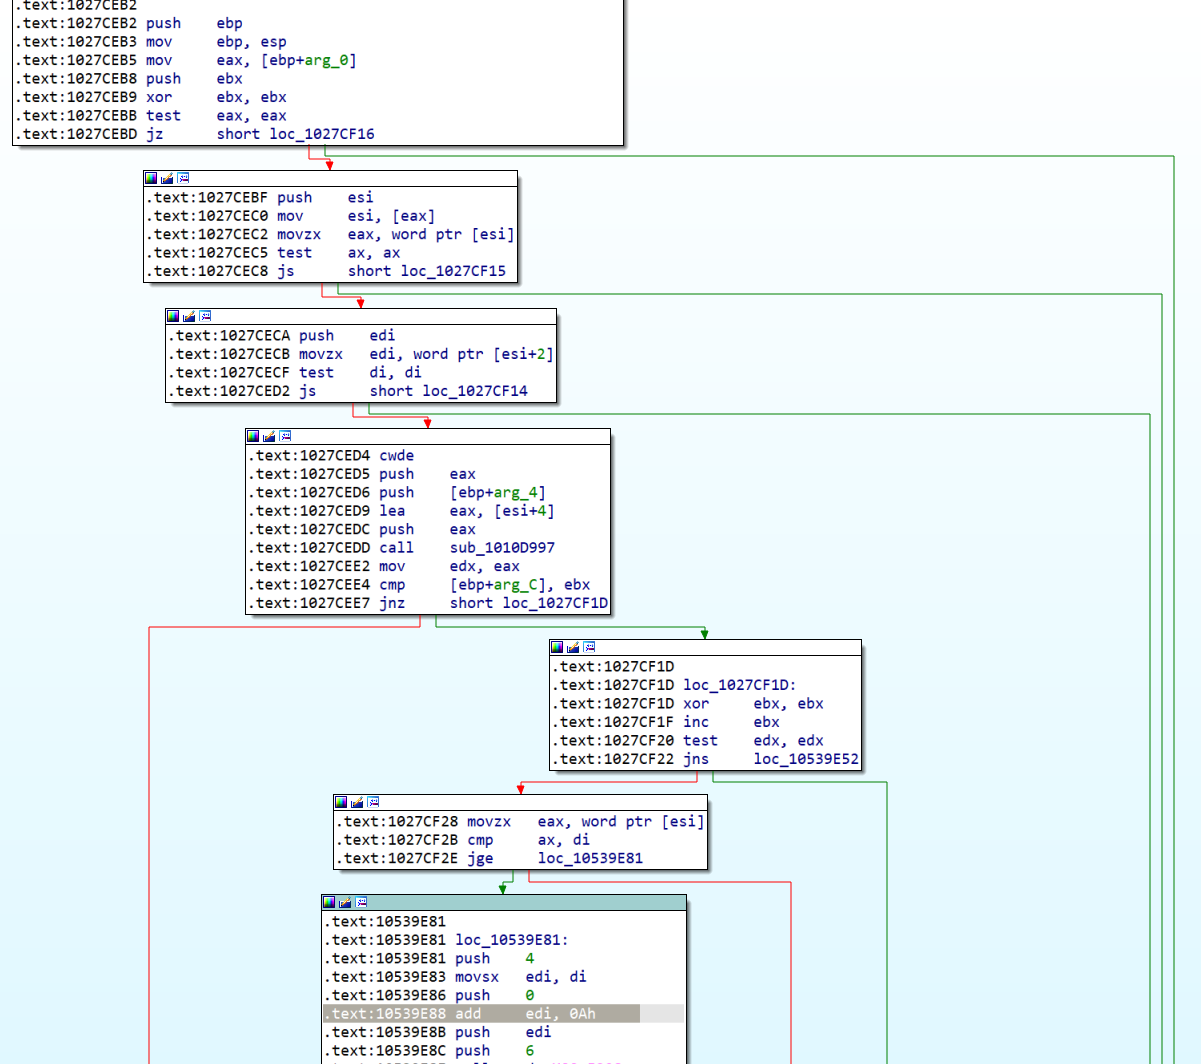 .text:1027CEB2
.text:1027CEB2 push ebp
.text:1027CEB3 mov ebp, esp
.text:1027CEB5 mov eax, [ebp+arg_0]
.text:1027CEB8 push ebx
.text:1027CEB9 xor ebx, ebx
.text:1027CEBB test eax, eax
.text:1027CEBD jz short loc_1027CF16
.text:1027CEBF push esi
.text:1027CEC0 mov esi, [eax]
.text:1027CEC2 movzx eax, word ptr [esi]
.text:1027CEC5 test ax, ax
.text:1027CEC8 js short loc_1027CF15
.text:1027CECA push edi
.text:1027CECB movzx edi, word ptr [esi+2]
.text:1027CECF test di, di
.text:1027CED2 js short loc_1027CF14
.text:1027CED4 cwde
.text:1027CED5 push eax
.text:1027CED6 push [ebp+arg_4]
.text:1027CED9 lea eax, [esi+4]
.text:1027CEDC push eax
.text:1027CEDD call sub_1010D997
.text:1027CEE2 mov edx, eax
.text:1027CEE4 cmp [ebp+arg_C], ebx
.text:1027CEE7 jnz short loc_1027CF1D
.text:1027CF1D
.text:1027CF1D loc_1027CF1D:
.text:1027CF1D xor ebx, ebx
.text:1027CF1F inc ebx
.text:1027CF20 test edx, edx
.text:1027CF22 jns loc_10539E52
.text:1027CF28 movzx eax, word ptr [esi]
.text:1027CF2B cmp ax, di
.text:1027CF2E jge loc_10539E81
.text:10539E81
.text:10539E81 loc_10539E81:
.text:10539E81 push 4
.text:10539E83 movsx edi, di
.text:10539E86 push 0
.text:10539E88 add edi, 0Ah
.text:10539E8B push edi
.text:10539E8C push 6